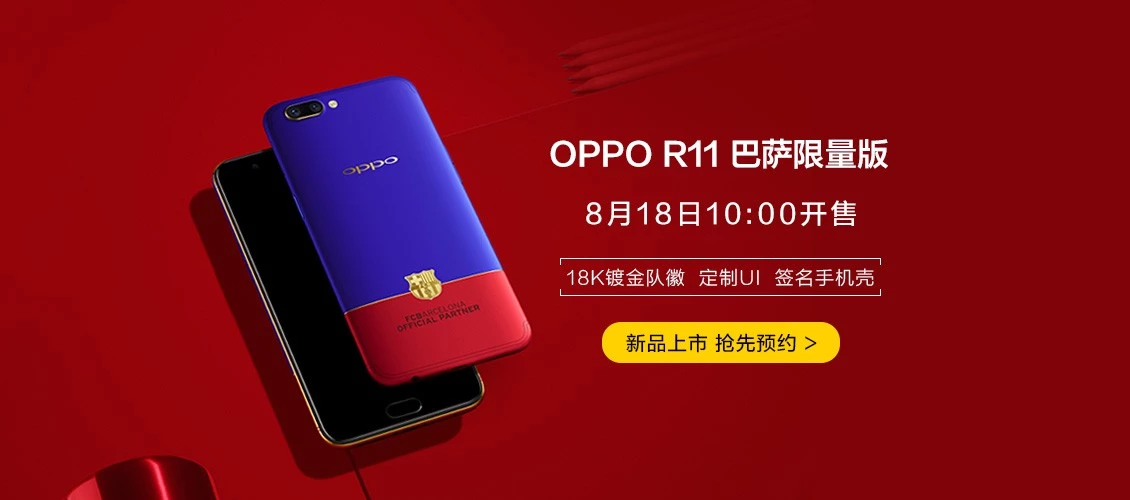 oppo
FCBARCELONA
OFFICIAL PARTNER
OPPO R11 巴萨限量版
8月18日10:00开售
18K镀金队徽 定制UI 签名手机壳
新品上市 抢先预约 >